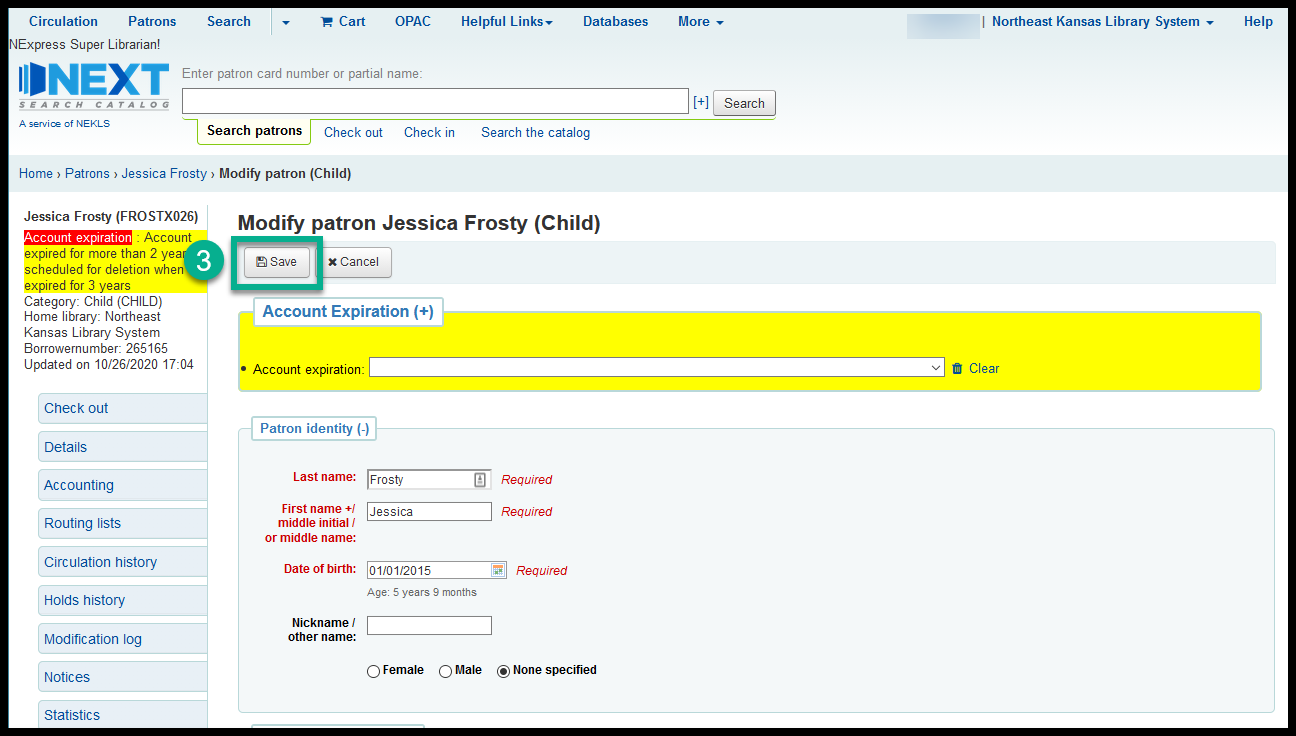 Circulation Patrons Search Cart OPAC Helpful Links Databases More | Northeast Kansas Library System Help
NExpress Super Librarian!
NEXT
SEARCH CATALOG
A service of NEKLS
Enter patron card number or partial name:
[+] Search
Search patrons Check out Check in Search the catalog
Home › Patrons › Jessica Frosty › Modify patron (Child)
Jessica Frosty (FROSTX026)
Account expiration : Account
expired for more than 2 years
scheduled for deletion when
expired for 3 years
Category: Child (CHILD)
Home library: Northeast
Kansas Library System
Borrowernumber: 265165
Updated on 10/26/2020 17:04
Check out
Details
Accounting
Routing lists
Circulation history
Holds history
Modification log
Notices
Statistics
Modify patron Jessica Frosty (Child)
3
Save Cancel
Account Expiration (+)
• Account expiration: Clear
Patron identity (-)
Last name: Frosty Required
First name +/
middle initial /
or middle name:
Jessica Required
Date of birth: 01/01/2015 Required
Age: 5 years 9 months
Nickname /
other name:
Female Male None specified